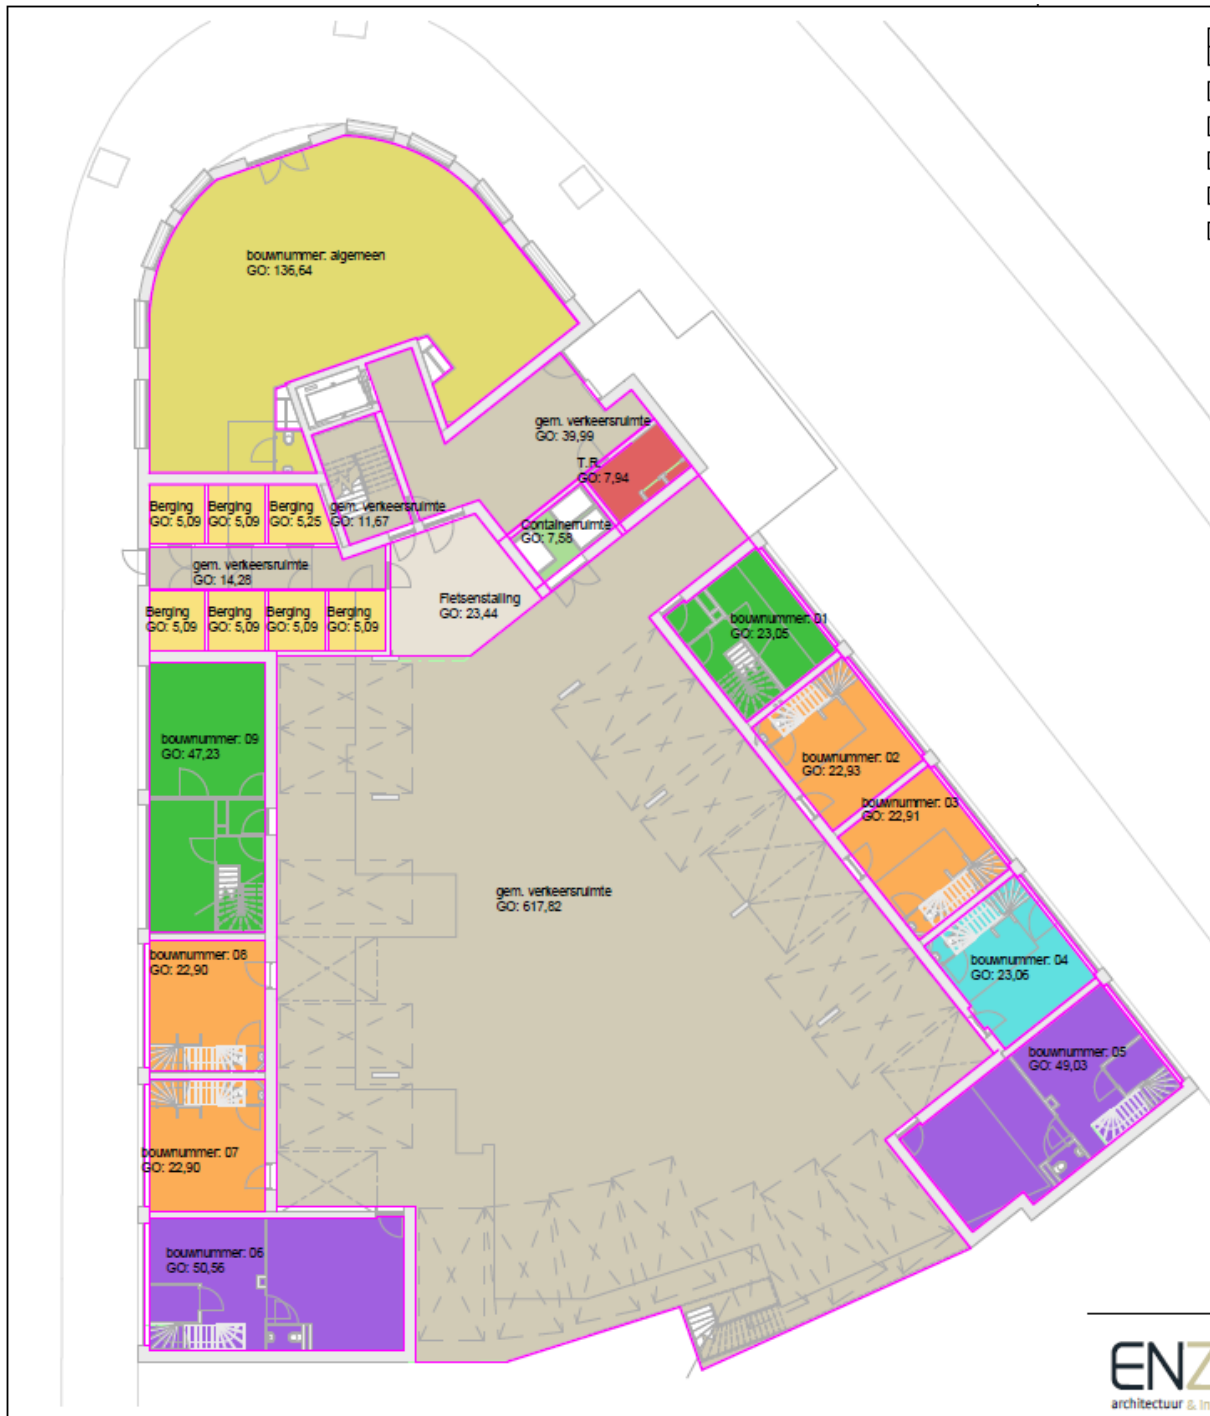 bouwnummer: algemeen
GO: 136,64
gem. verkeersruimte
GO: 39,99
T.R.
GO: 7,94
Berging
GO: 5,09
Berging
GO: 5,09
Berging
GO: 5,25
gem. verkeersruimte
GO: 11,67
Containerruimte
GO: 7,58
gem. verkeersruimte
GO: 14,28
Fietsenstalling
GO: 23,44
Berging
GO: 5,09
Berging
GO: 5,09
Berging
GO: 5,09
Berging
GO: 5,09
bouwnummer: 01
GO: 23,05
bouwnummer: 09
GO: 47,23
bouwnummer: 02
GO: 22,93
bouwnummer: 03
GO: 22,91
gem. verkeersruimte
GO: 617,82
bouwnummer: 08
GO: 22,90
bouwnummer: 04
GO: 23,06
bouwnummer: 05
GO: 49,03
bouwnummer: 07
GO: 22,90
bouwnummer: 06
GO: 50,56
ENZ
architectuur &